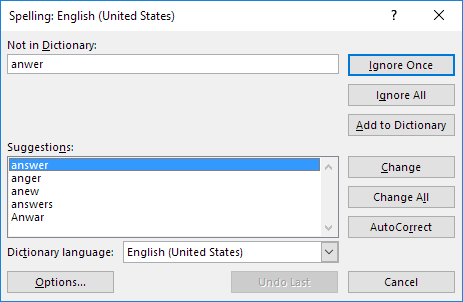 Spelling: English (United States)
? ×
Not in Dictionary:
anwer
Ignore Once
Ignore All
Add to Dictionary
Suggestions:
answer
anger
anew
answers
Anwar
Change
Change All
AutoCorrect
Dictionary language: English (United States)
Options... Undo Last Cancel